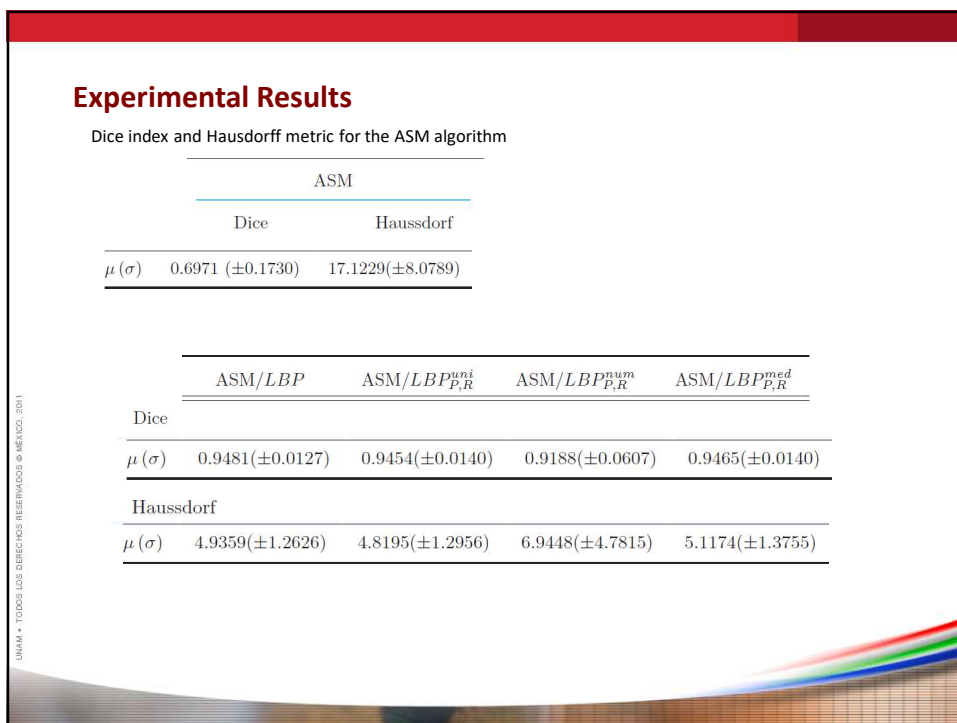 Experimental Results
Dice index and Hausdorff metric for the ASM algorithm
ASM
Dice Haussdorf
μ (σ) 0.6971 (±0.1730) 17.1229(±8.0789)
ASM/LBP ASM/LBP^{uni}_{P,R} ASM/LBP^{num}_{P,R} ASM/LBP^{med}_{P,R}
Dice
μ (σ) 0.9481(±0.0127) 0.9454(±0.0140) 0.9188(±0.0607) 0.9465(±0.0140)
Haussdorf
μ (σ) 4.9359(±1.2626) 4.8195(±1.2956) 6.9448(±4.7815) 5.1174(±1.3755)
UNAM • TODOS LOS DERECHOS RESERVADOS © MÉXICO, 2011